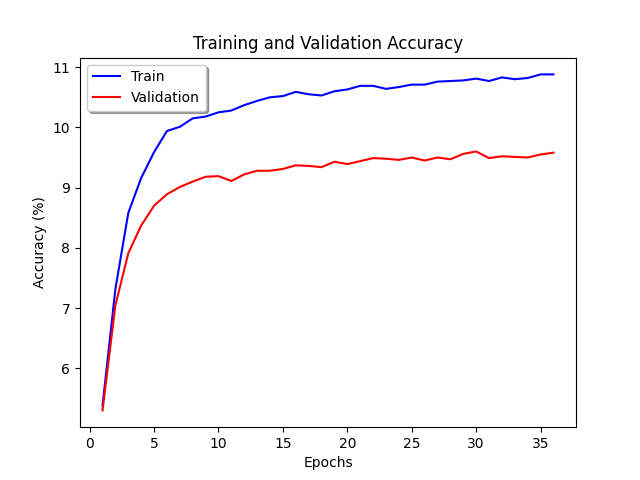 Training and Validation Accuracy
Train
Validation
11
10
9
8
7
6
Accuracy (%)
0 5 10 15 20 25 30 35
Epochs